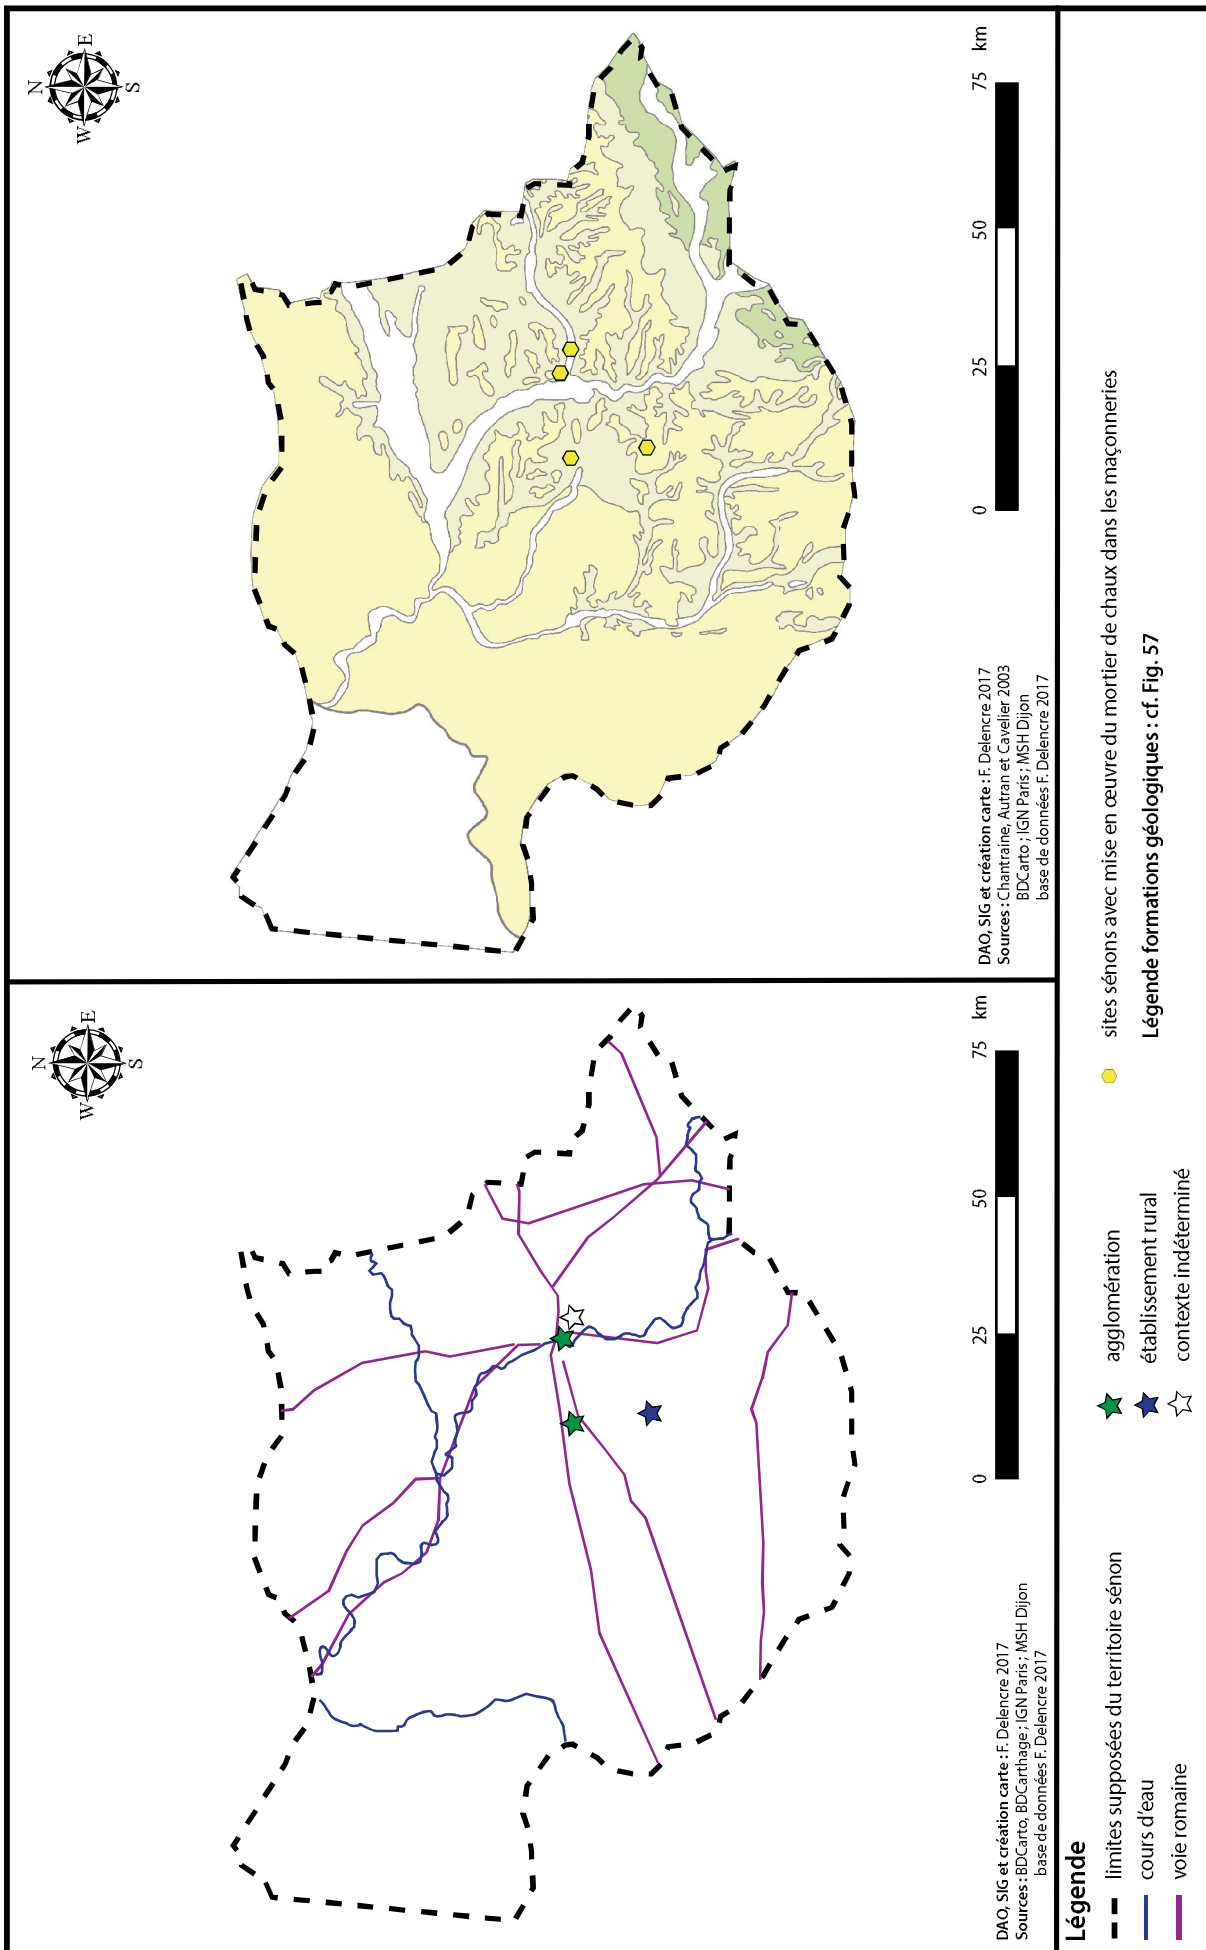 N
E
S
W
0
25
50
75
km
DAO, SIG et création carte : F. Delencre 2017
Sources : BDCarto, BDCarthage ; IGN Paris ; MSH Dijon
base de données F. Delencre 2017
N
E
S
W
0
25
50
75
km
DAO, SIG et création carte : F. Delencre 2017
Sources : Chantraine, Autran et Cavelier 2003
BDCarto ; IGN Paris ; MSH Dijon
base de données F. Delencre 2017
Légende
limites supposées du territoire sénon
cours d'eau
voie romaine
agglomération
établissement rural
contexte indéterminé
sites sénons avec mise en œuvre du mortier de chaux dans les maçonneries
Légende formations géologiques : cf. Fig. 57